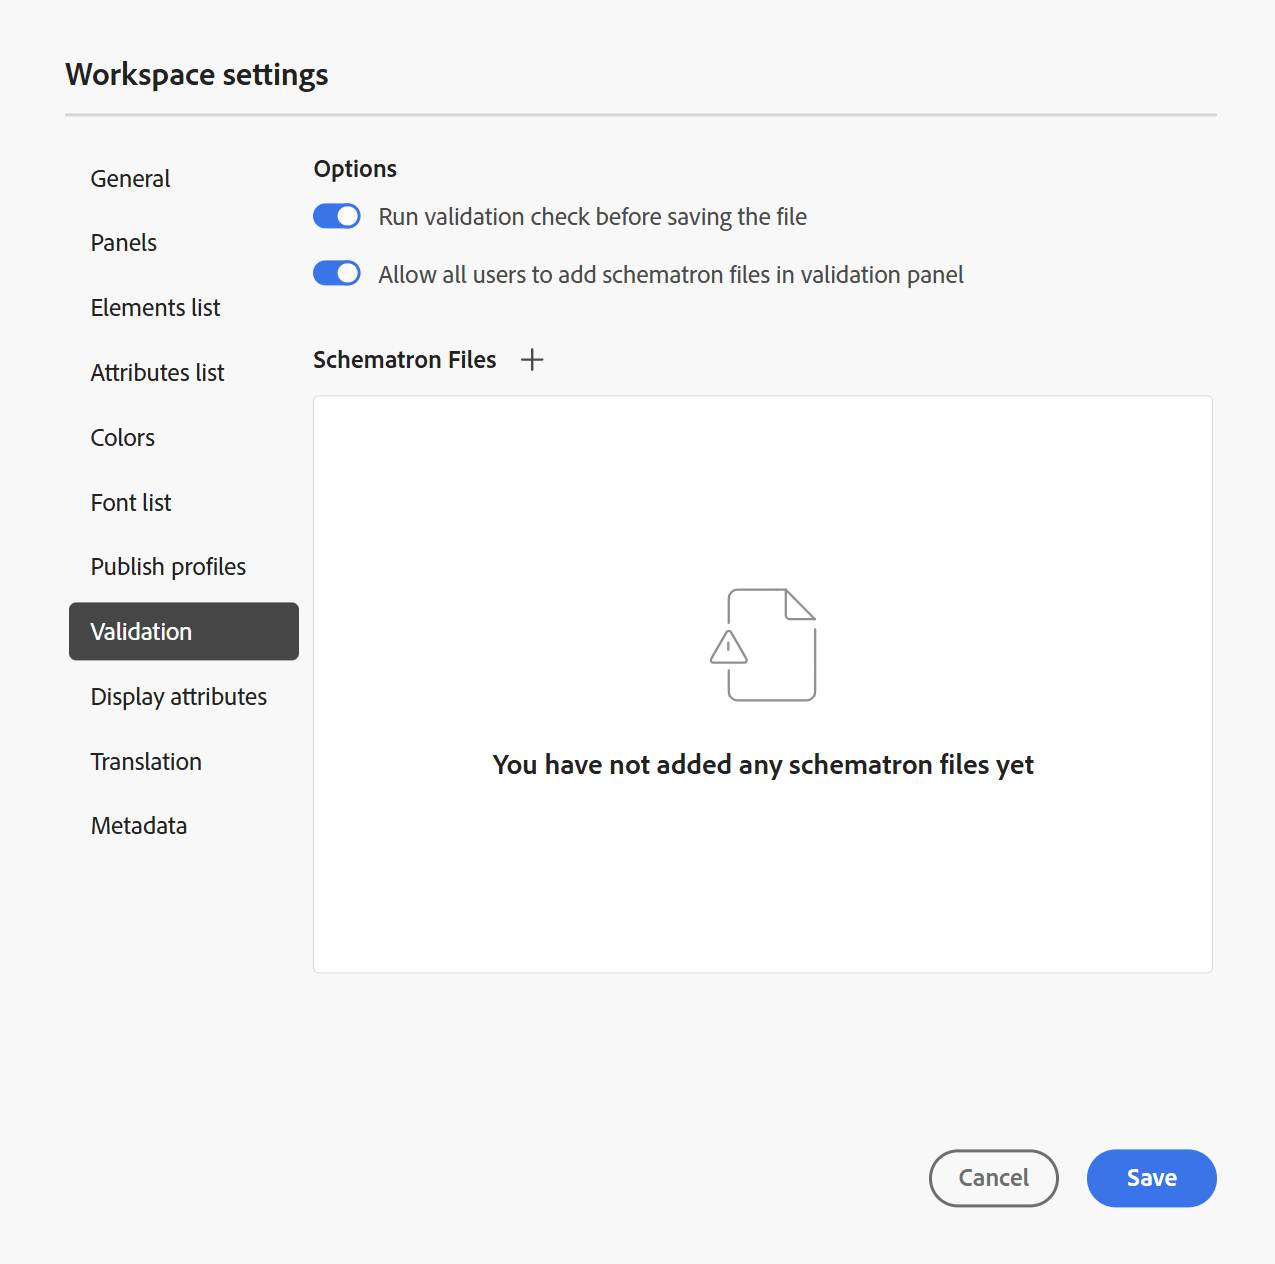 Workspace settings
General
Panels
Elements list
Attributes list
Colors
Font list
Publish profiles
Validation
Display attributes
Translation
Metadata
Options
Run validation check before saving the file
Allow all users to add schematron files in validation panel
Schematron Files
You have not added any schematron files yet
Cancel
Save